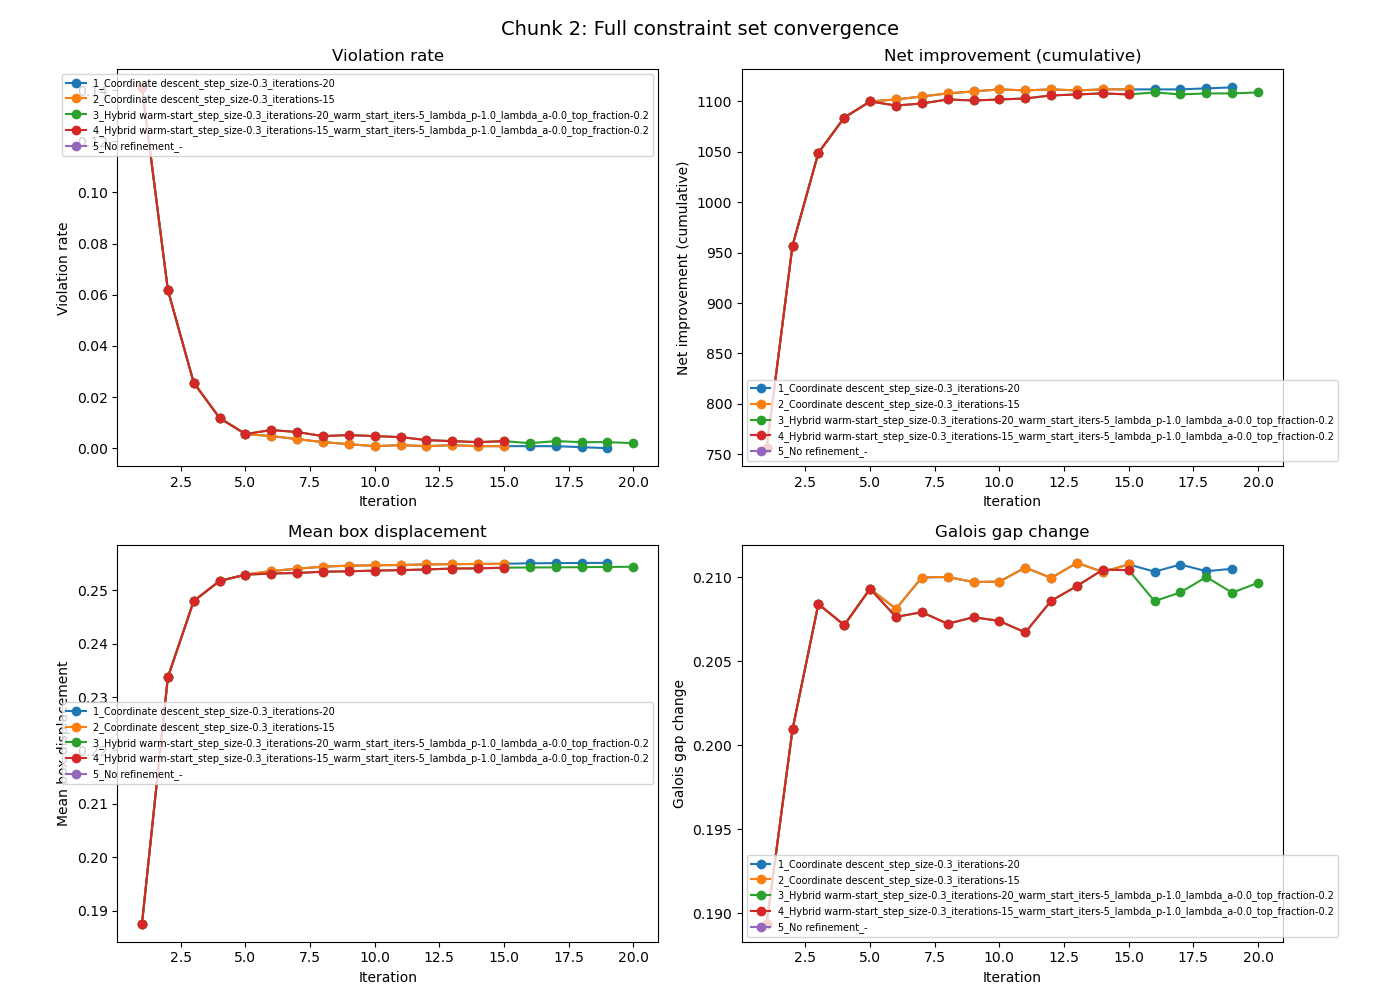 Chunk 2: Full constraint set convergence
Violation rate
Violation rate
0.14
0.12
0.10
0.08
0.06
0.04
0.02
0.00
1_Coordinate descent_step_size-0.3_iterations-20
2_Coordinate descent_step_size-0.3_iterations-15
3_Hybrid warm-start_step_size-0.3_iterations-20_warm_start_iters-5_lambda_p-1.0_lambda_a-0.0_top_fraction-0.2
4_Hybrid warm-start_step_size-0.3_iterations-15_warm_start_iters-5_lambda_p-1.0_lambda_a-0.0_top_fraction-0.2
5_No refinement_-
2.5 5.0 7.5 10.0 12.5 15.0 17.5 20.0
Iteration
Net improvement (cumulative)
Net improvement (cumulative)
1100
1050
1000
950
900
850
800
750
1_Coordinate descent_step_size-0.3_iterations-20
2_Coordinate descent_step_size-0.3_iterations-15
3_Hybrid warm-start_step_size-0.3_iterations-20_warm_start_iters-5_lambda_p-1.0_lambda_a-0.0_top_fraction-0.2
4_Hybrid warm-start_step_size-0.3_iterations-15_warm_start_iters-5_lambda_p-1.0_lambda_a-0.0_top_fraction-0.2
5_No refinement_-
2.5 5.0 7.5 10.0 12.5 15.0 17.5 20.0
Iteration
Mean box displacement
Mean box displacement
0.25
0.24
0.23
0.22
0.21
0.20
0.19
1_Coordinate descent_step_size-0.3_iterations-20
2_Coordinate descent_step_size-0.3_iterations-15
3_Hybrid warm-start_step_size-0.3_iterations-20_warm_start_iters-5_lambda_p-1.0_lambda_a-0.0_top_fraction-0.2
4_Hybrid warm-start_step_size-0.3_iterations-15_warm_start_iters-5_lambda_p-1.0_lambda_a-0.0_top_fraction-0.2
5_No refinement_-
2.5 5.0 7.5 10.0 12.5 15.0 17.5 20.0
Iteration
Galois gap change
Galois gap change
0.210
0.205
0.200
0.195
0.190
1_Coordinate descent_step_size-0.3_iterations-20
2_Coordinate descent_step_size-0.3_iterations-15
3_Hybrid warm-start_step_size-0.3_iterations-20_warm_start_iters-5_lambda_p-1.0_lambda_a-0.0_top_fraction-0.2
4_Hybrid warm-start_step_size-0.3_iterations-15_warm_start_iters-5_lambda_p-1.0_lambda_a-0.0_top_fraction-0.2
5_No refinement_-
2.5 5.0 7.5 10.0 12.5 15.0 17.5 20.0
Iteration